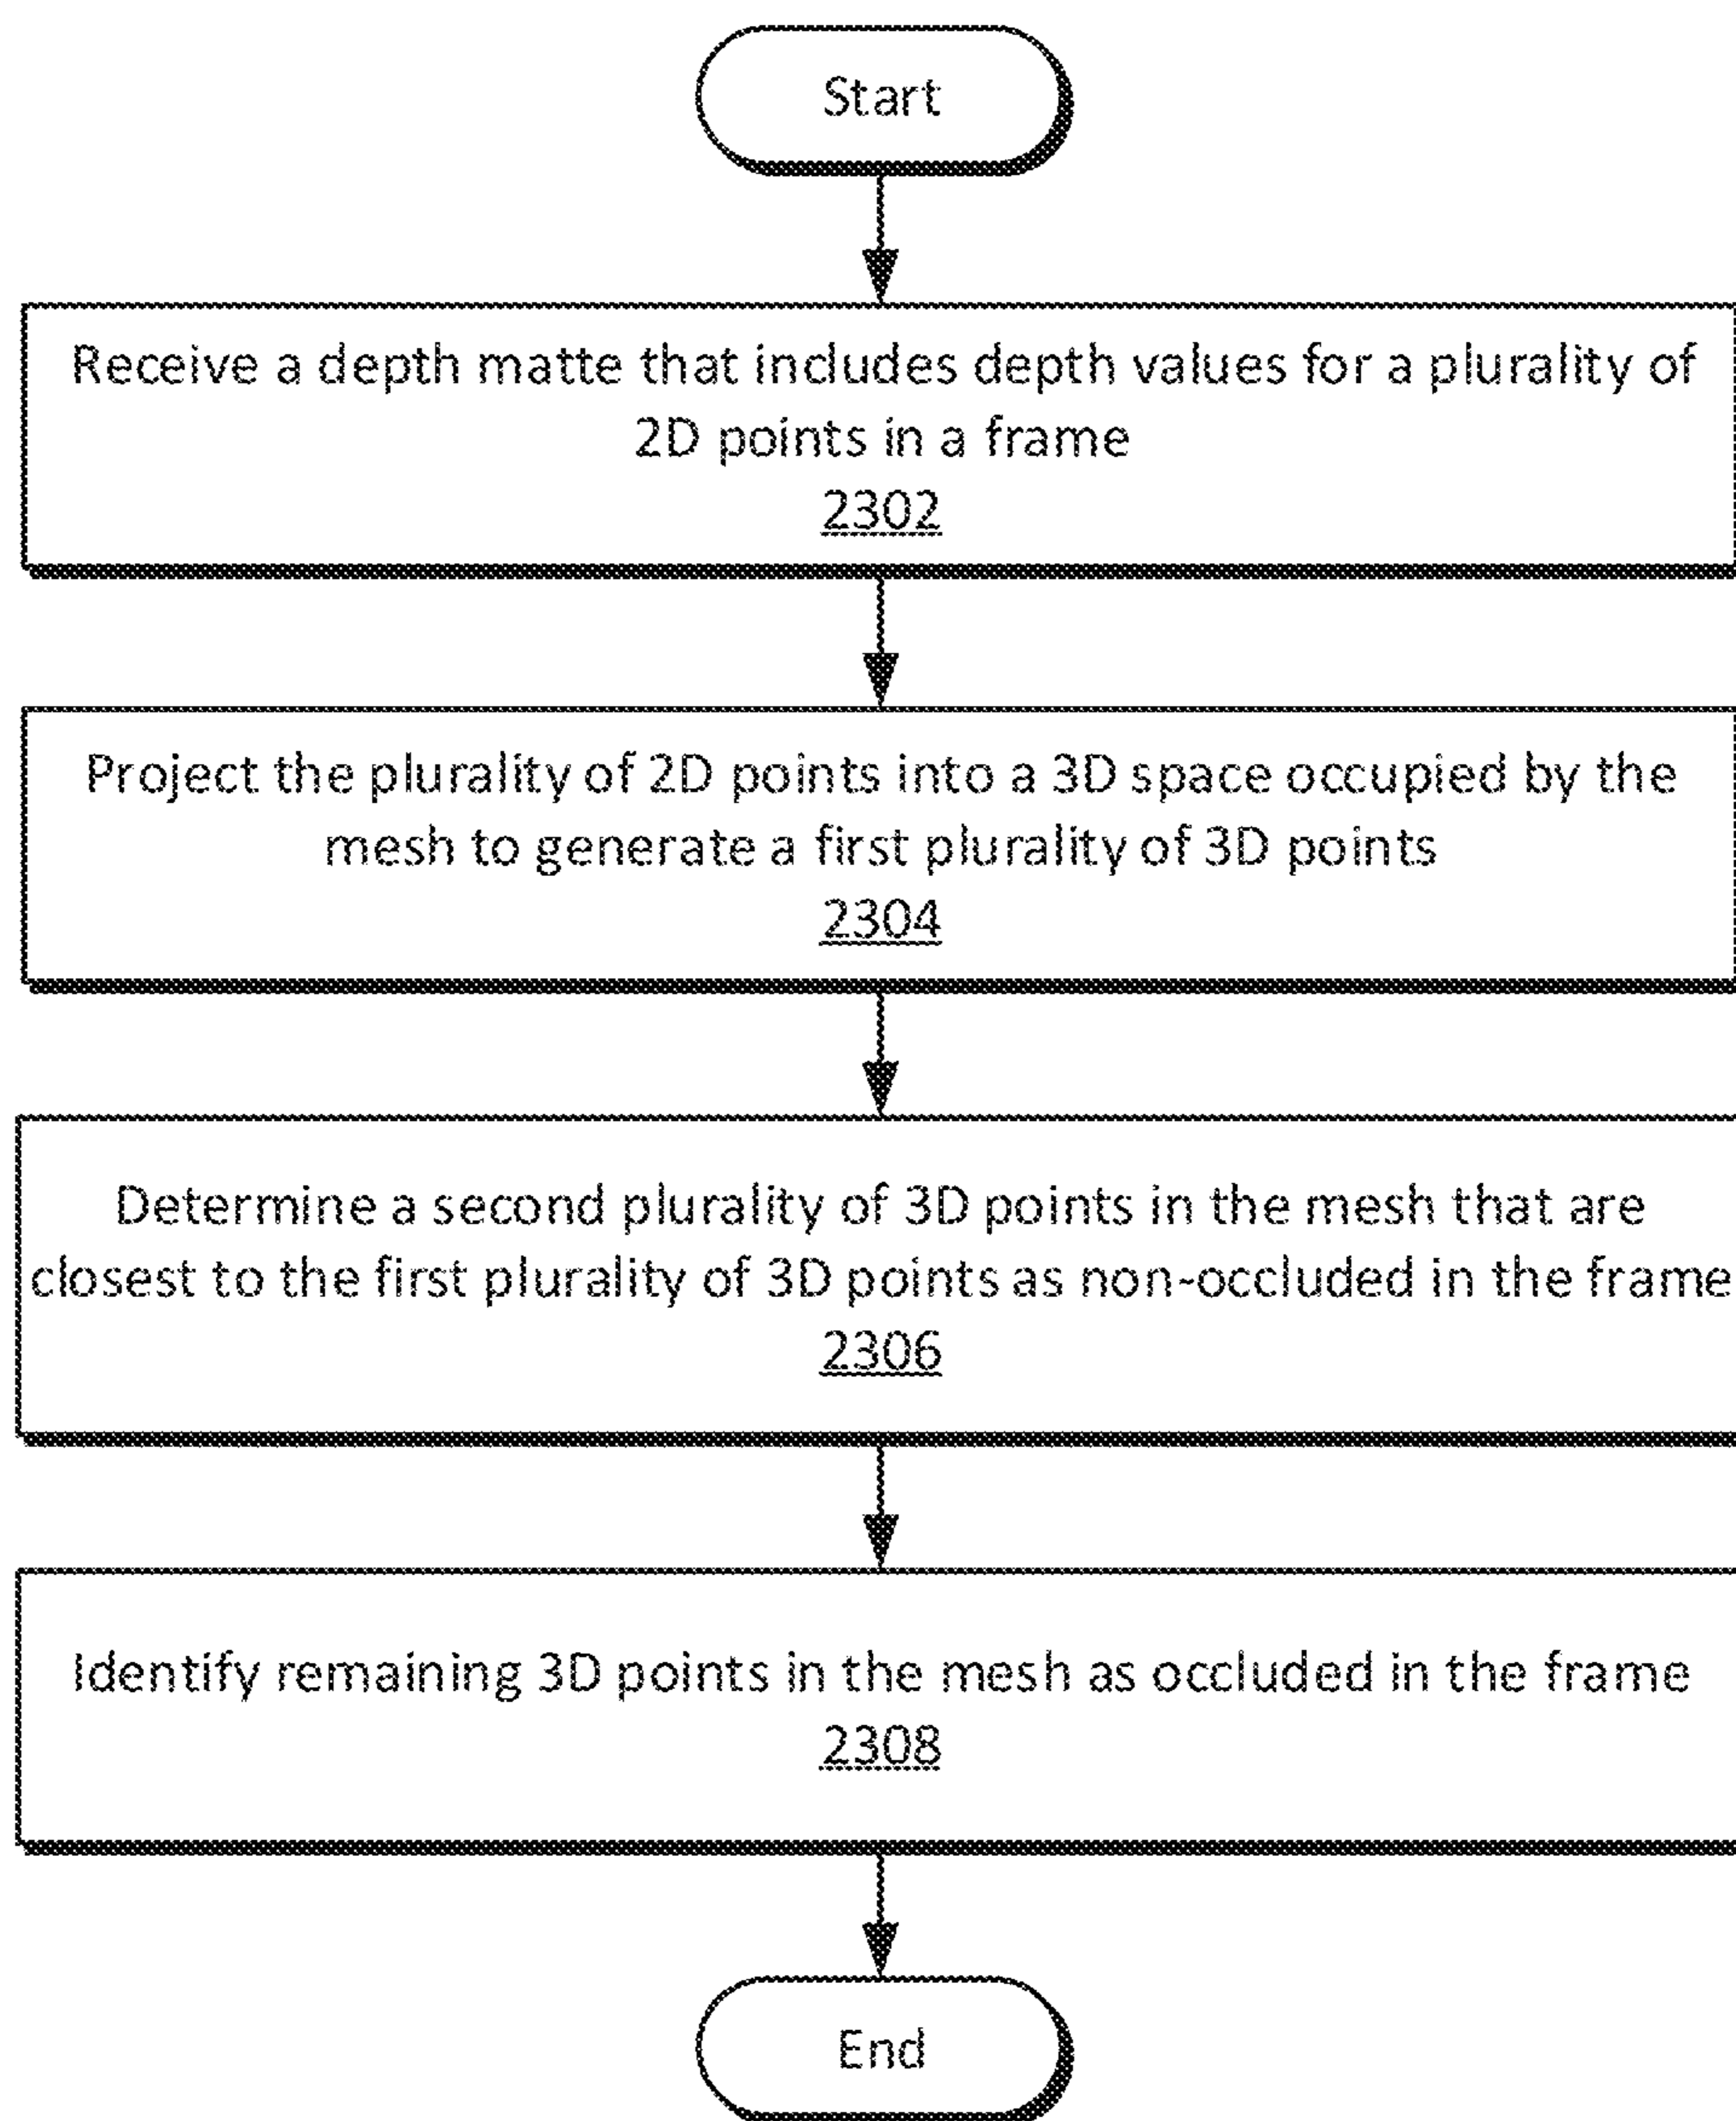 Start
Receive a depth matte that includes depth values for a plurality of
2D points in a frame
2302
Project the plurality of 2D points into a 3D space occupied by the
mesh to generate a first plurality of 3D points
2304
Determine a second plurality of 3D points in the mesh that are
closest to the first plurality of 3D points as non-occluded in the frame
2306
Identify remaining 3D points in the mesh as occluded in the frame
2308
End